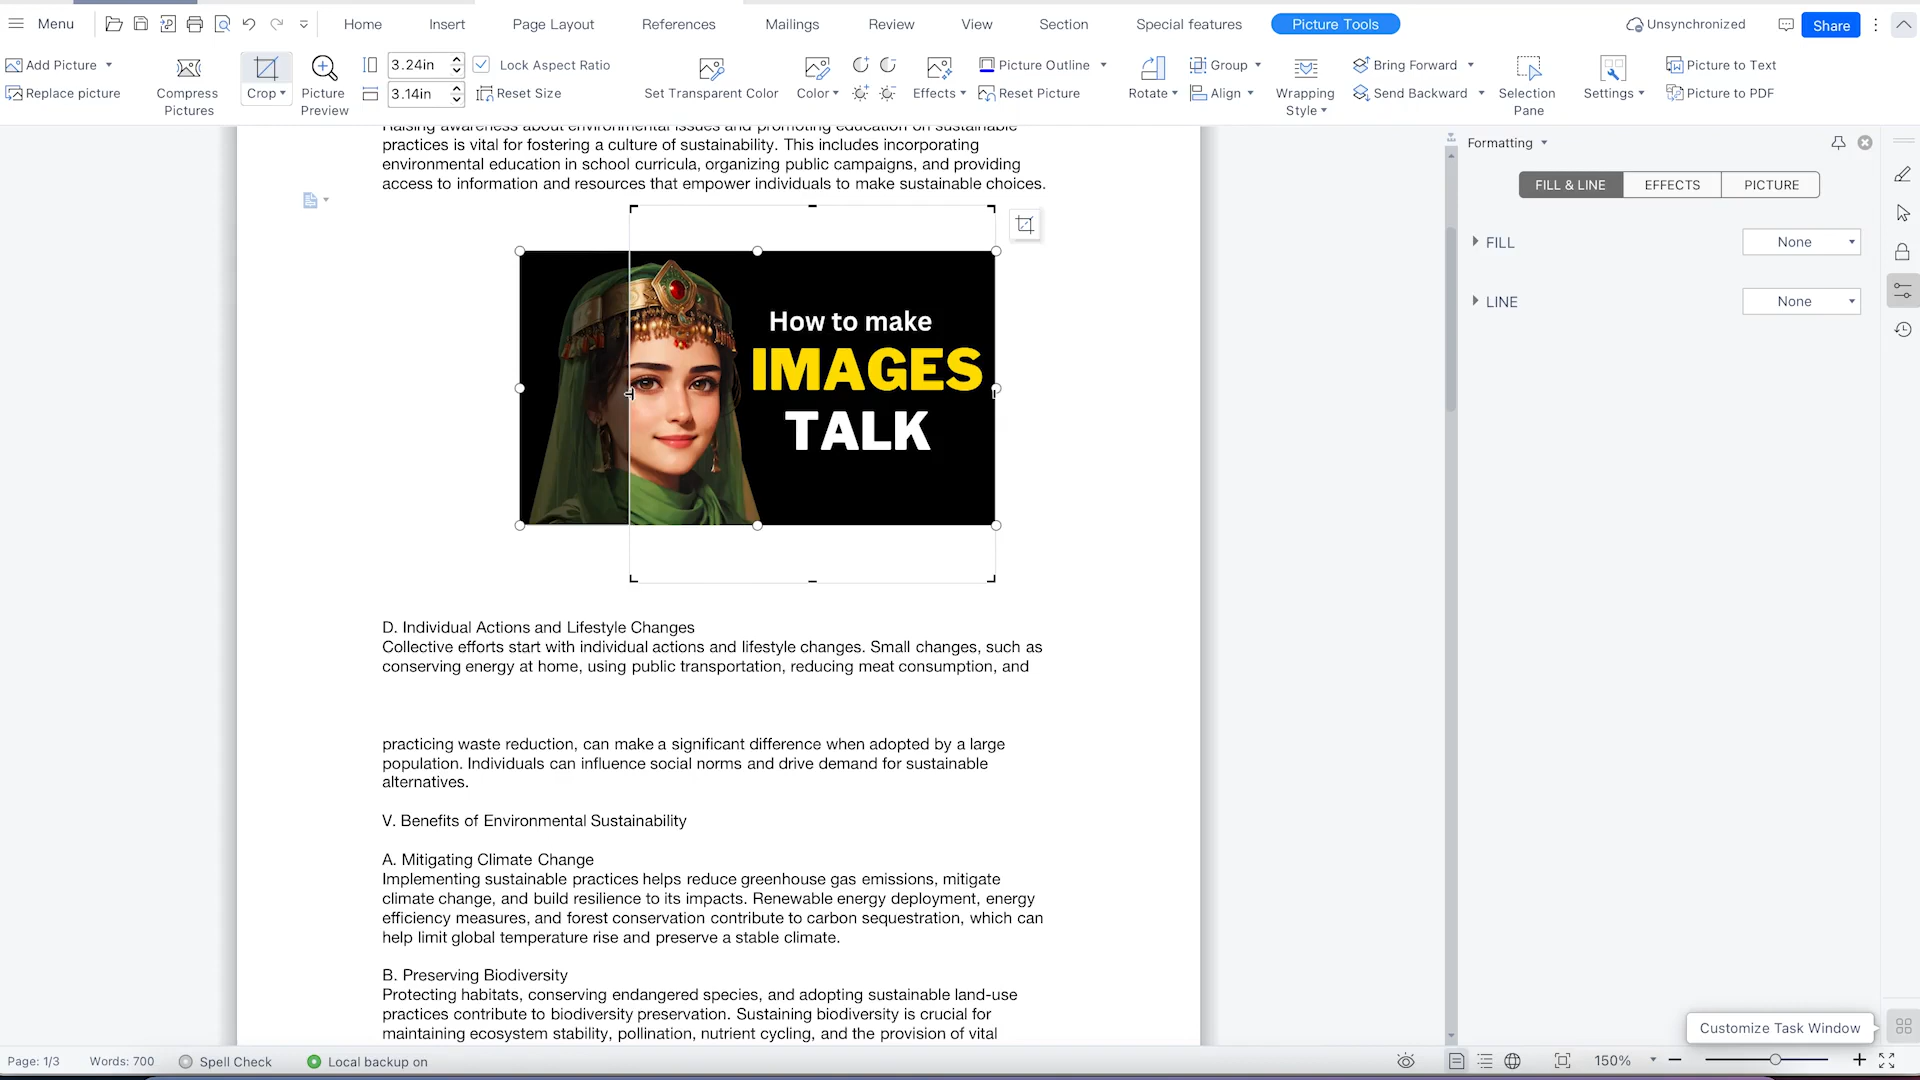 Menu
Home
Insert
Page Layout
References
Mailings
Review
View
Section
Special features
Picture Tools
Unsynchronized
Share
Add Picture
Replace picture
Compress
Pictures
Crop
Picture
Preview
3.24in
3.14in
Lock Aspect Ratio
Reset Size
Set Transparent Color
Color
Effects
Picture Outline
Reset Picture
Rotate
Group
Align
Wrapping
Style
Bring Forward
Send Backward
Selection
Pane
Settings
Picture to Text
Picture to PDF
Raising awareness about environmental issues and promoting education on sustainable
practices is vital for fostering a culture of sustainability. This includes incorporating
environmental education in school curricula, organizing public campaigns, and providing
access to information and resources that empower individuals to make sustainable choices.
How to make
IMAGES
TALK
D. Individual Actions and Lifestyle Changes
Collective efforts start with individual actions and lifestyle changes. Small changes, such as
conserving energy at home, using public transportation, reducing meat consumption, and
practicing waste reduction, can make a significant difference when adopted by a large
population. Individuals can influence social norms and drive demand for sustainable
alternatives.
V. Benefits of Environmental Sustainability
A. Mitigating Climate Change
Implementing sustainable practices helps reduce greenhouse gas emissions, mitigate
climate change, and build resilience to its impacts. Renewable energy deployment, energy
efficiency measures, and forest conservation contribute to carbon sequestration, which can
help limit global temperature rise and preserve a stable climate.
B. Preserving Biodiversity
Protecting habitats, conserving endangered species, and adopting sustainable land-use
practices contribute to biodiversity preservation. Sustaining biodiversity is crucial for
maintaining ecosystem stability, pollination, nutrient cycling, and the provision of vital
Formatting
FILL & LINE
EFFECTS
PICTURE
FILL
None
LINE
None
Customize Task Window
Page: 1/3
Words: 700
Spell Check
Local backup on
150%